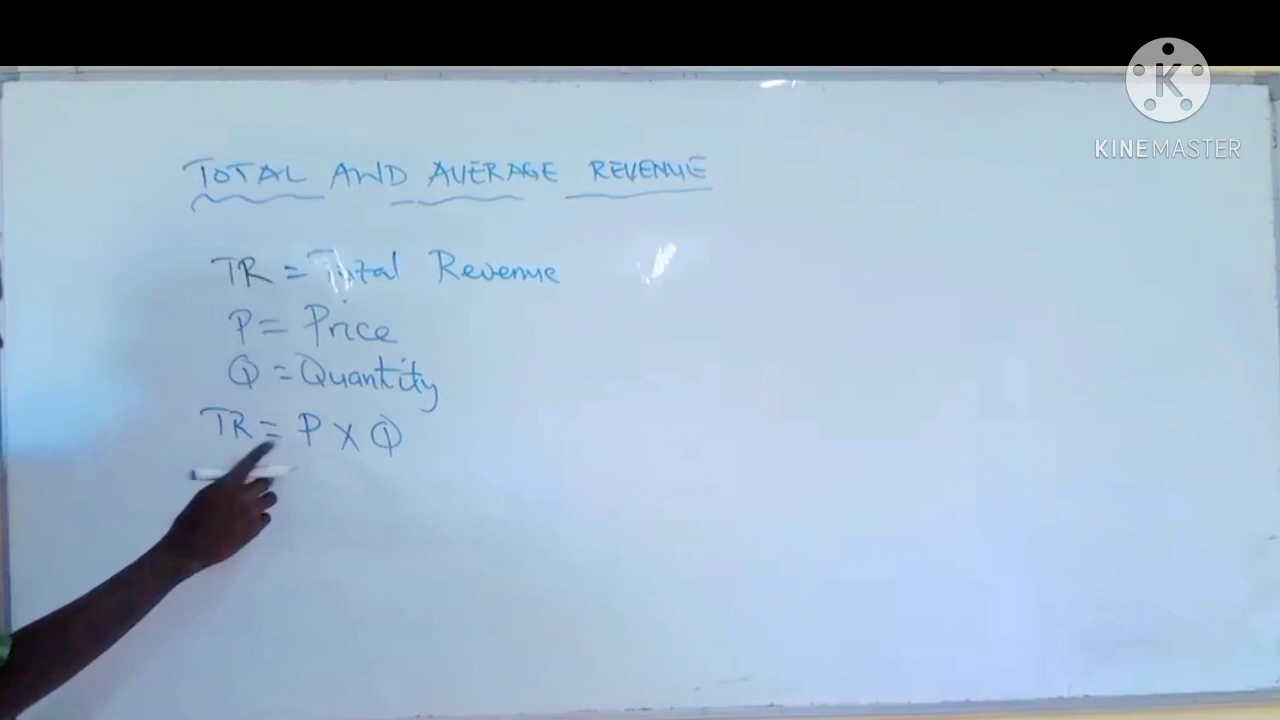 KINEMASTER
TOTAL AND AVERAGE REVENUE
TR = Total Revenue
P = Price
Q = Quantity
TR = P X Q